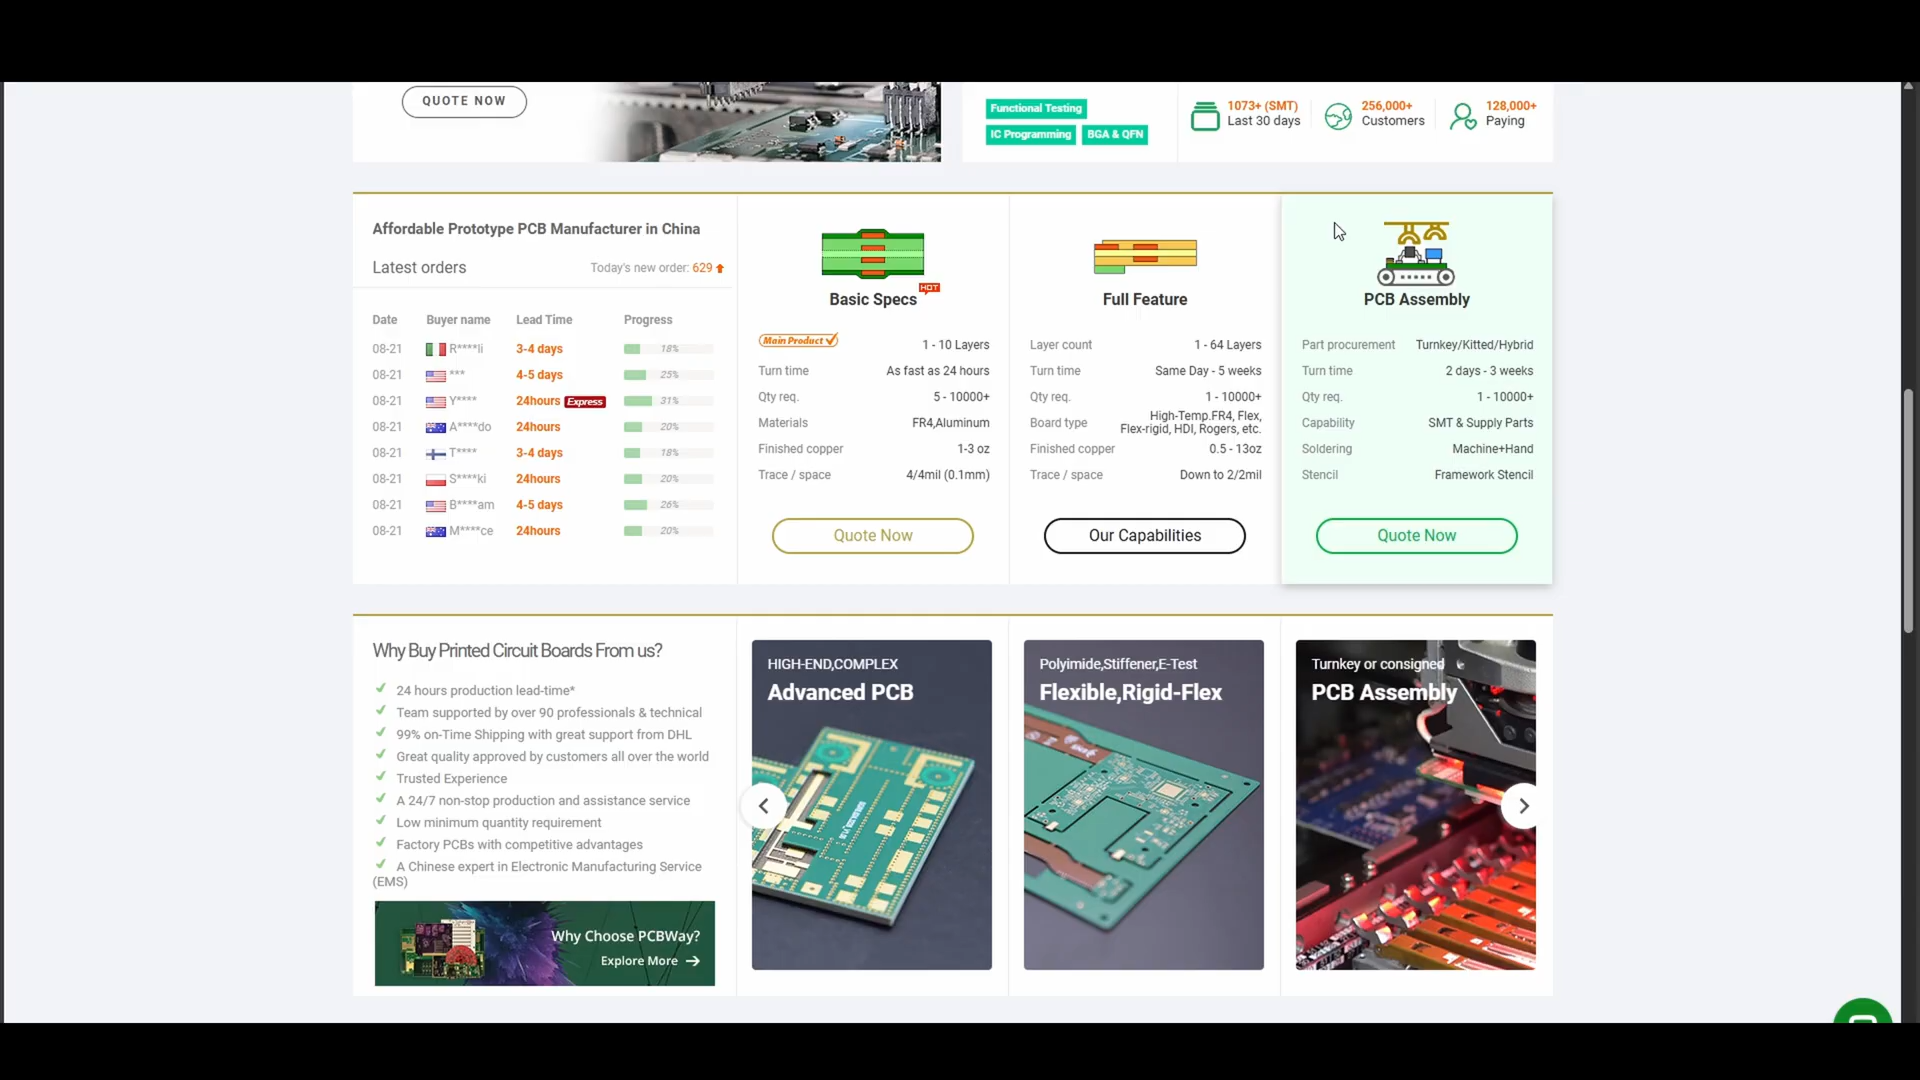 QUOTE NOW
Functional Testing
IC Programming
BGA & QFN
1073+ (SMT)
Last 30 days
256,000+
Customers
128,000+
Paying
Affordable Prototype PCB Manufacturer in China
Latest orders
Today's new order: 629
Date Buyer name Lead Time Progress
08-21 R****li 3-4 days 18%
08-21 *** 4-5 days 25%
08-21 Y**** 24hours Express 31%
08-21 A****do 24hours 20%
08-21 T**** 3-4 days 18%
08-21 S****ki 24hours 20%
08-21 B****am 4-5 days 26%
08-21 M****ce 24hours 20%
HOT
Basic Specs
Main Product 1 - 10 Layers
Turn time As fast as 24 hours
Qty req. 5 - 10000+
Materials FR4,Aluminum
Finished copper 1-3 oz
Trace / space 4/4mil (0.1mm)
Quote Now
Full Feature
Layer count 1 - 64 Layers
Turn time Same Day - 5 weeks
Qty req. 1 - 10000+
Board type High-Temp.FR4, Flex,
Flex-rigid, HDI, Rogers, etc.
Finished copper 0.5 - 13oz
Trace / space Down to 2/2mil
Our Capabilities
PCB Assembly
Part procurement Turnkey/Kitted/Hybrid
Turn time 2 days - 3 weeks
Qty req. 1 - 10000+
Capability SMT & Supply Parts
Soldering Machine+Hand
Stencil Framework Stencil
Quote Now
Why Buy Printed Circuit Boards From us?
24 hours production lead-time*
Team supported by over 90 professionals & technical
99% on-Time Shipping with great support from DHL
Great quality approved by customers all over the world
Trusted Experience
A 24/7 non-stop production and assistance service
Low minimum quantity requirement
Factory PCBs with competitive advantages
A Chinese expert in Electronic Manufacturing Service
(EMS)
Why Choose PCBWay?
Explore More
HIGH-END,COMPLEX
Advanced PCB
Polyimide,Stiffener,E-Test
Flexible,Rigid-Flex
Turnkey or consigned
PCB Assembly